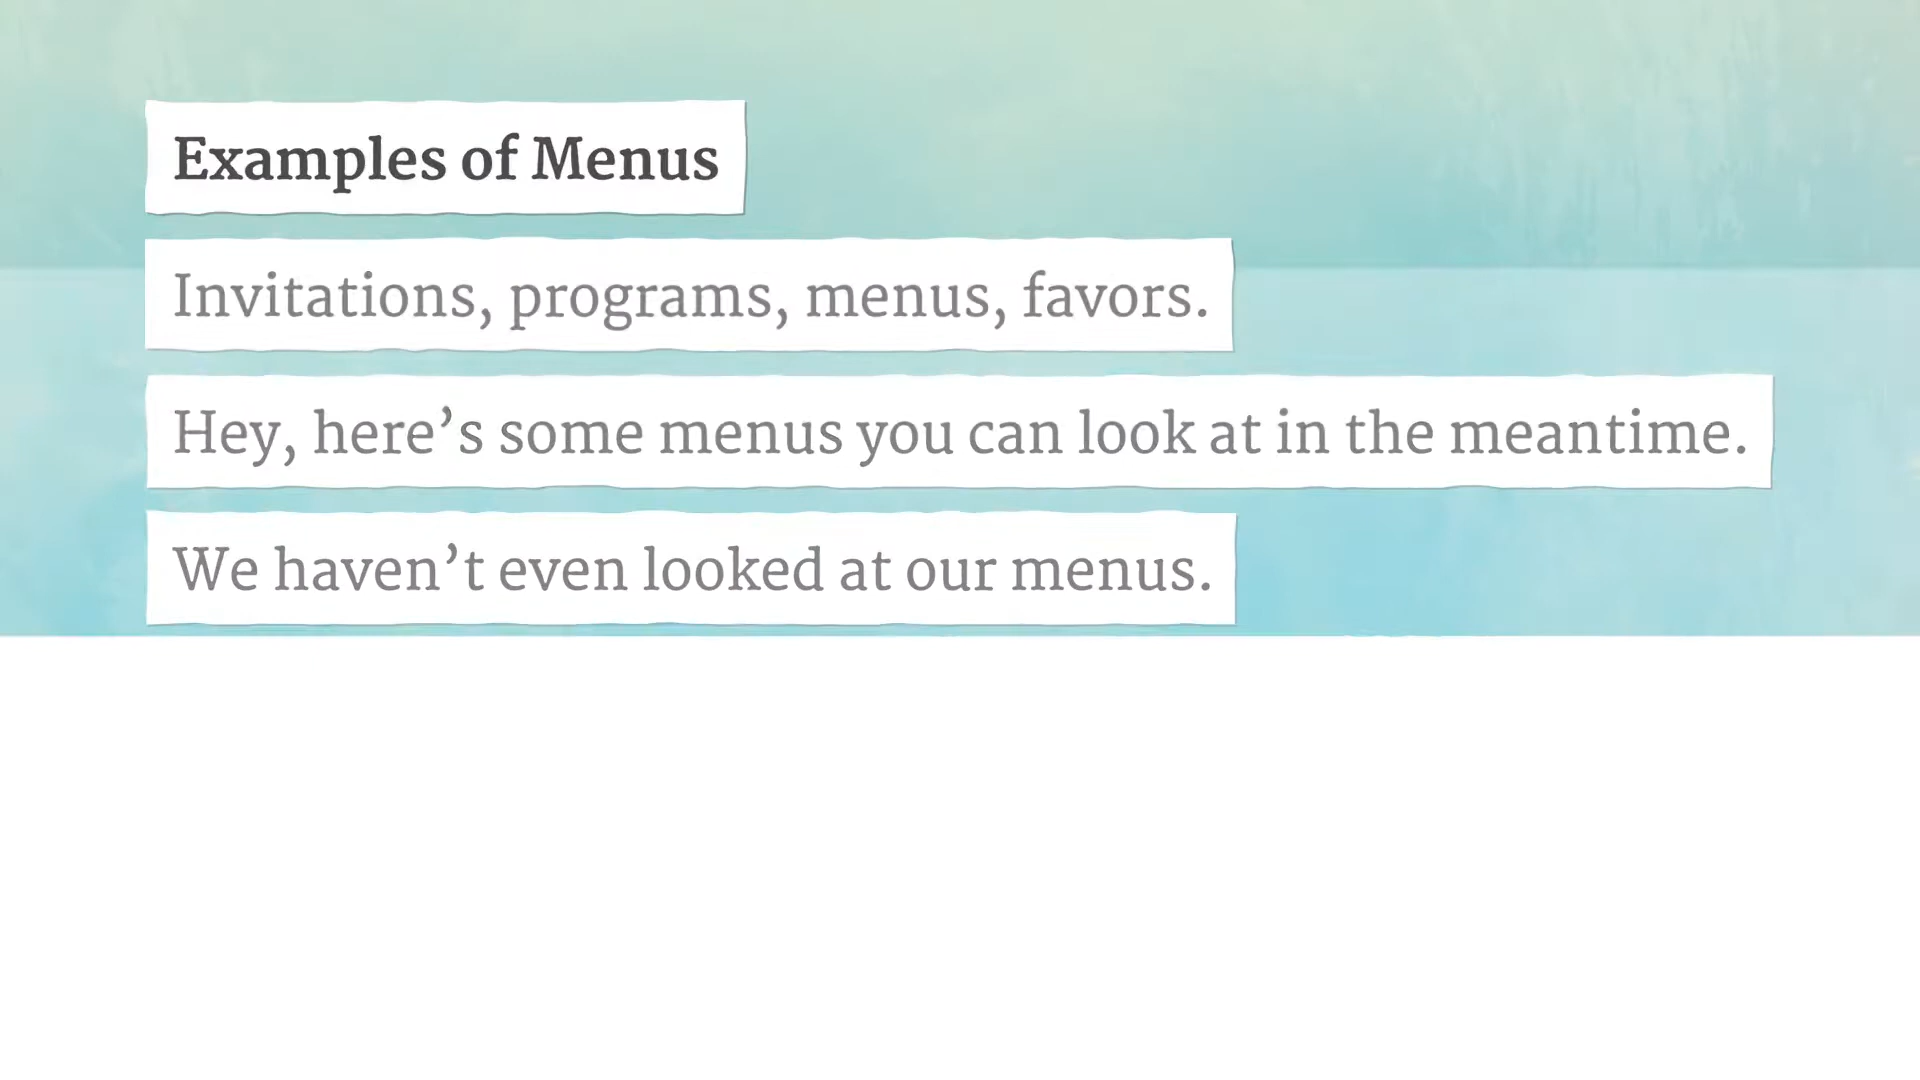 Examples of Menus
Invitations, programs, menus, favors.
Hey, here’s some menus you can look at in the meantime.
We haven’t even looked at our menus.